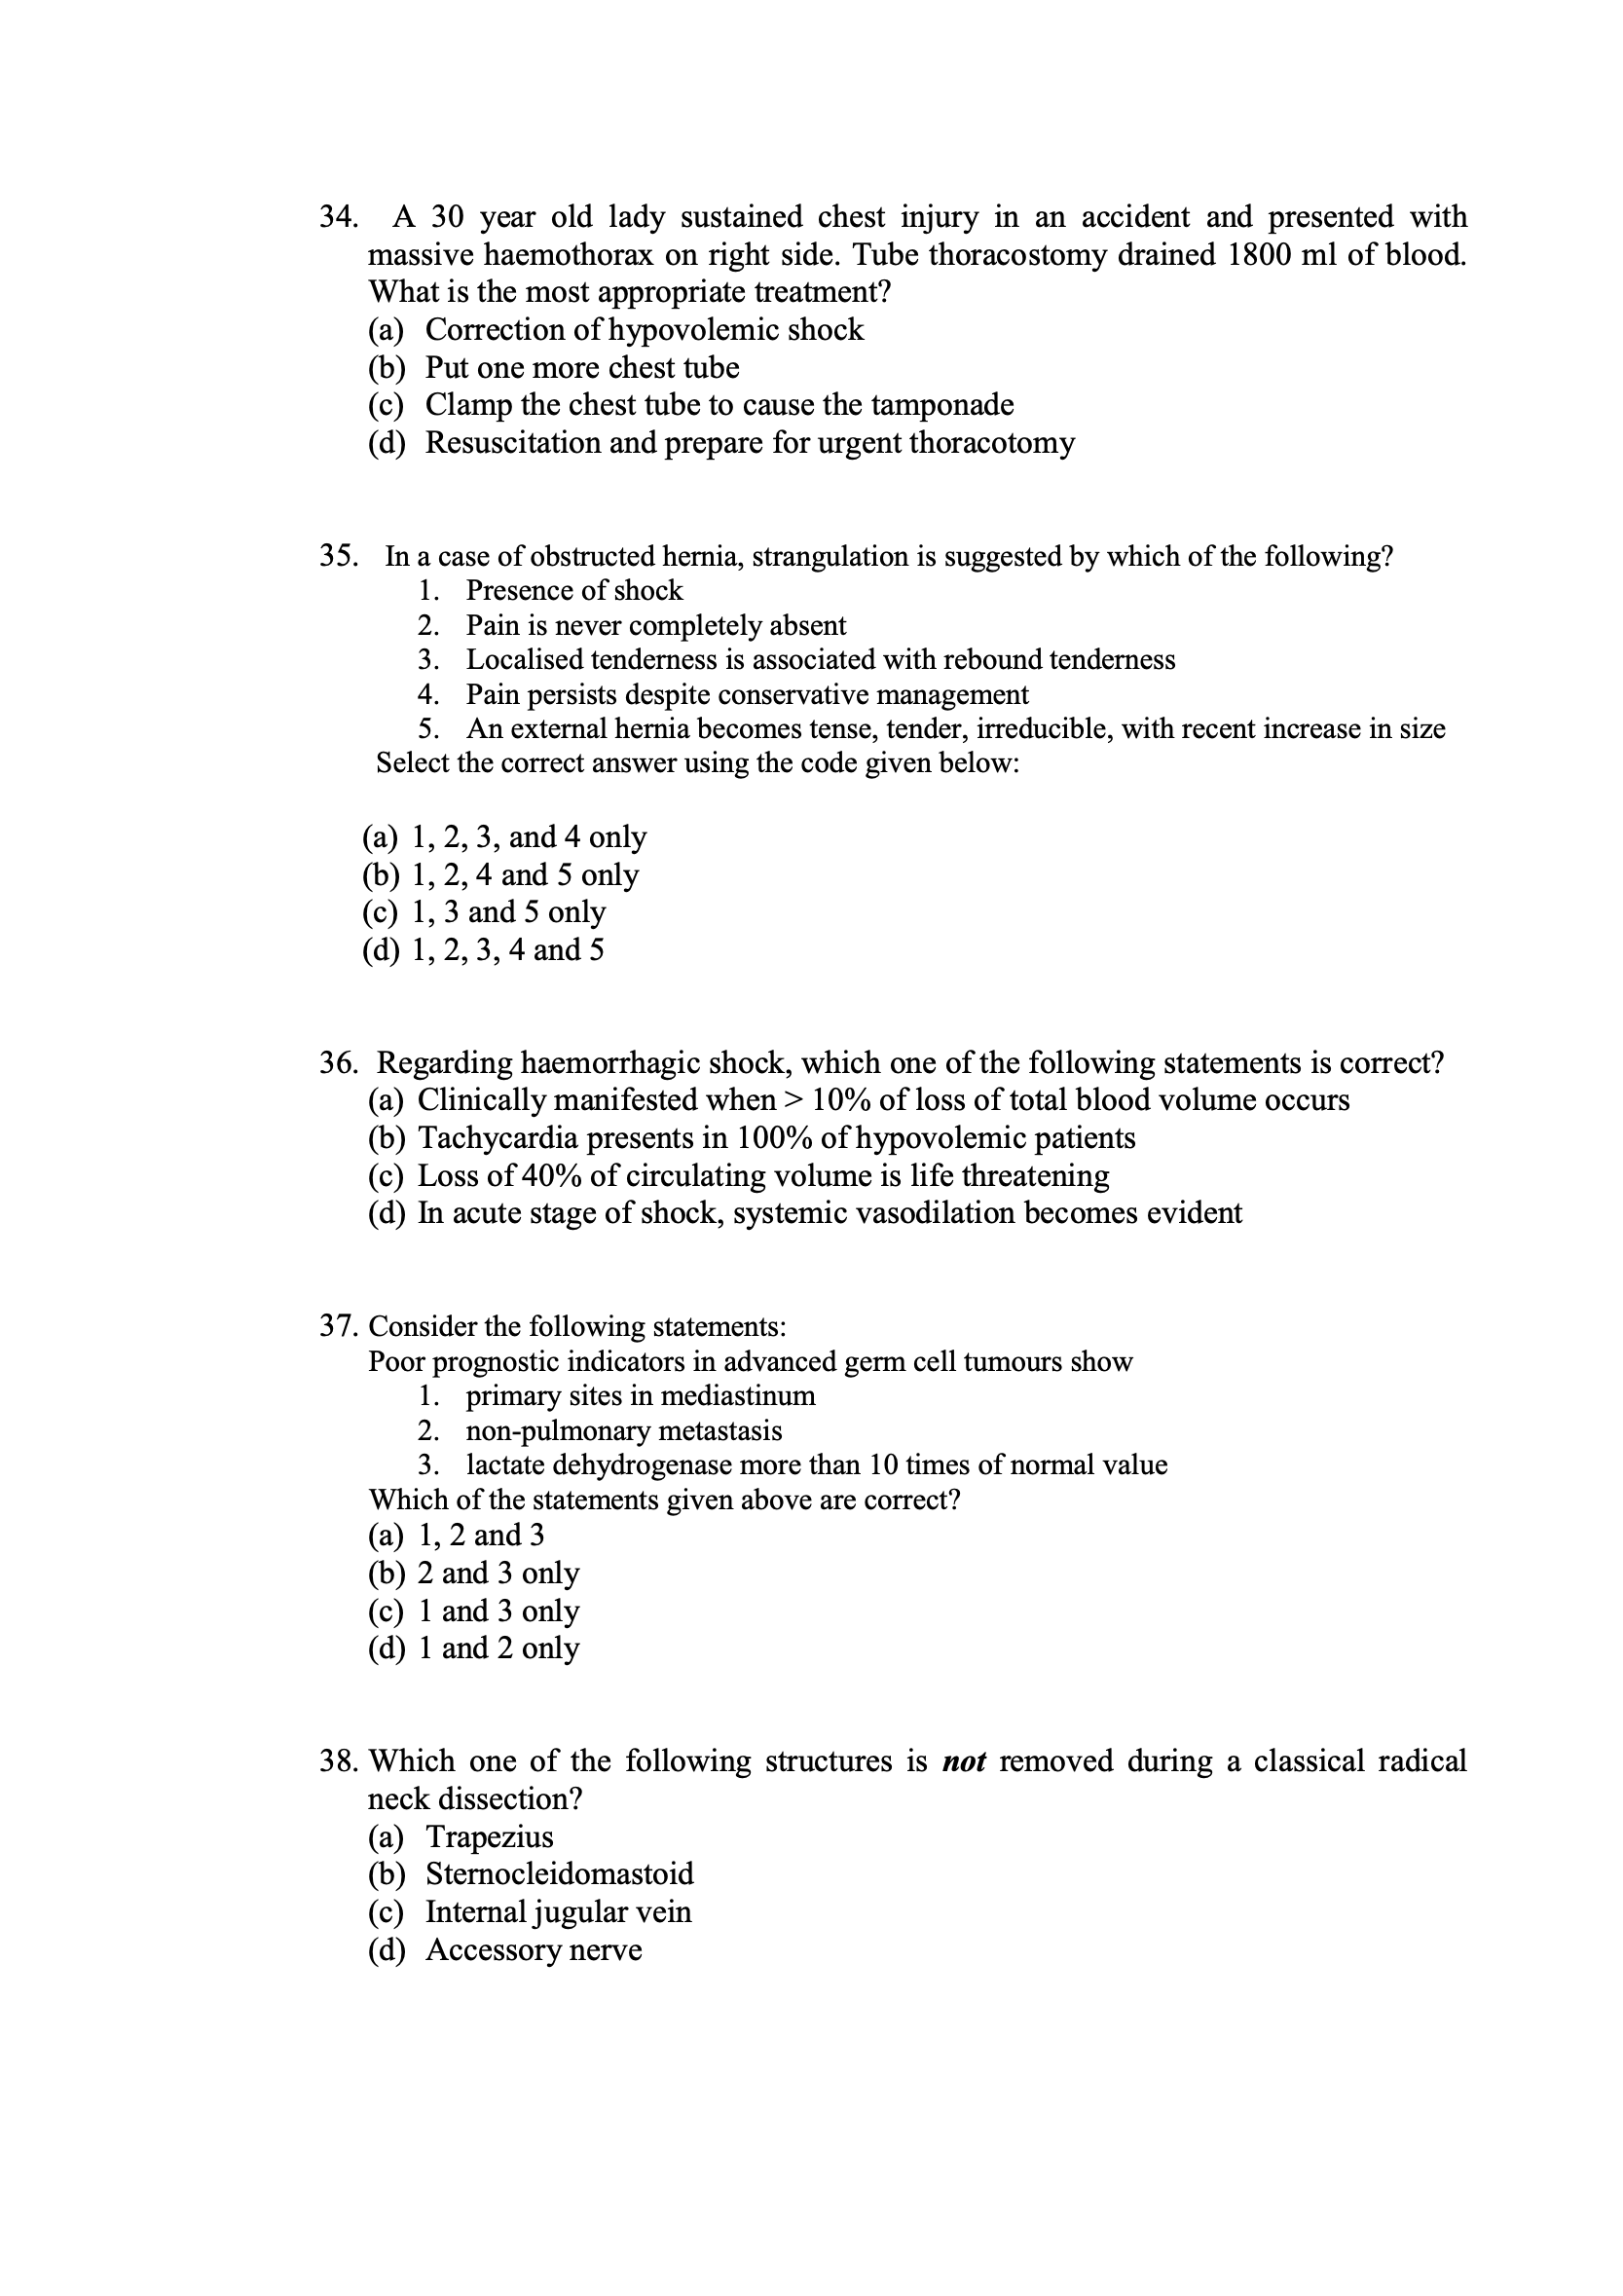 34. A 30 year old lady sustained chest injury in an accident and presented with
massive haemothorax on right side. Tube thoracostomy drained 1800 ml of blood.
What is the most appropriate treatment?
(a) Correction of hypovolemic shock
(b) Put one more chest tube
(c) Clamp the chest tube to cause the tamponade
(d) Resuscitation and prepare for urgent thoracotomy
35. In a case of obstructed hernia, strangulation is suggested by which of the following?
1. Presence of shock
2. Pain is never completely absent
3. Localised tenderness is associated with rebound tenderness
4. Pain persists despite conservative management
5. An external hernia becomes tense, tender, irreducible, with recent increase in size
Select the correct answer using the code given below:
(a) 1, 2, 3, and 4 only
(b) 1, 2, 4 and 5 only
(c) 1, 3 and 5 only
(d) 1, 2, 3, 4 and 5
36. Regarding haemorrhagic shock, which one of the following statements is correct?
(a) Clinically manifested when > 10% of loss of total blood volume occurs
(b) Tachycardia presents in 100% of hypovolemic patients
(c) Loss of 40% of circulating volume is life threatening
(d) In acute stage of shock, systemic vasodilation becomes evident
37. Consider the following statements:
Poor prognostic indicators in advanced germ cell tumours show
1. primary sites in mediastinum
2. non-pulmonary metastasis
3. lactate dehydrogenase more than 10 times of normal value
Which of the statements given above are correct?
(a) 1, 2 and 3
(b) 2 and 3 only
(c) 1 and 3 only
(d) 1 and 2 only
38. Which one of the following structures is not removed during a classical radical
neck dissection?
(a) Trapezius
(b) Sternocleidomastoid
(c) Internal jugular vein
(d) Accessory nerve